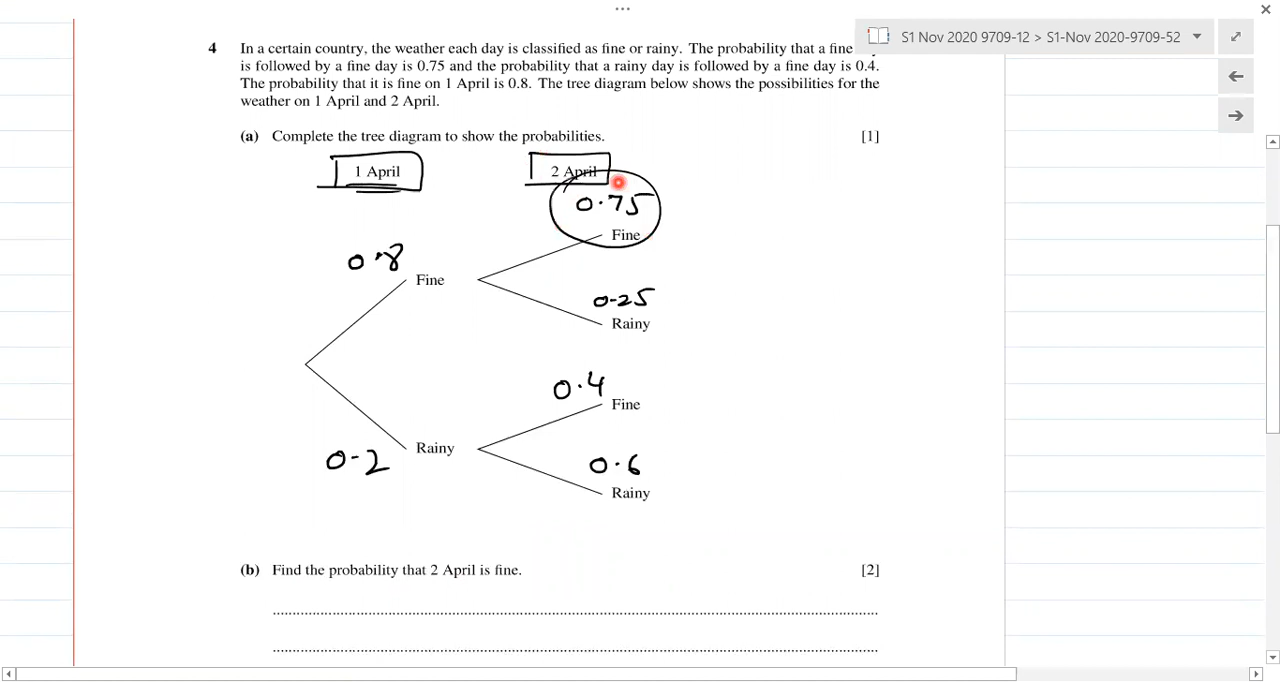 S1 Nov 2020 9709-12 > S1-Nov 2020-9709-52
4 In a certain country, the weather each day is classified as fine or rainy. The probability that a fine
is followed by a fine day is 0.75 and the probability that a rainy day is followed by a fine day is 0.4.
The probability that it is fine on 1 April is 0.8. The tree diagram below shows the possibilities for the
weather on 1 April and 2 April.
(a) Complete the tree diagram to show the probabilities. [1]
1 April 2 April
0.75
Fine
0.8
Fine
0.25
Rainy
0.4
Fine
0.2 Rainy
0.6
Rainy
(b) Find the probability that 2 April is fine. [2]